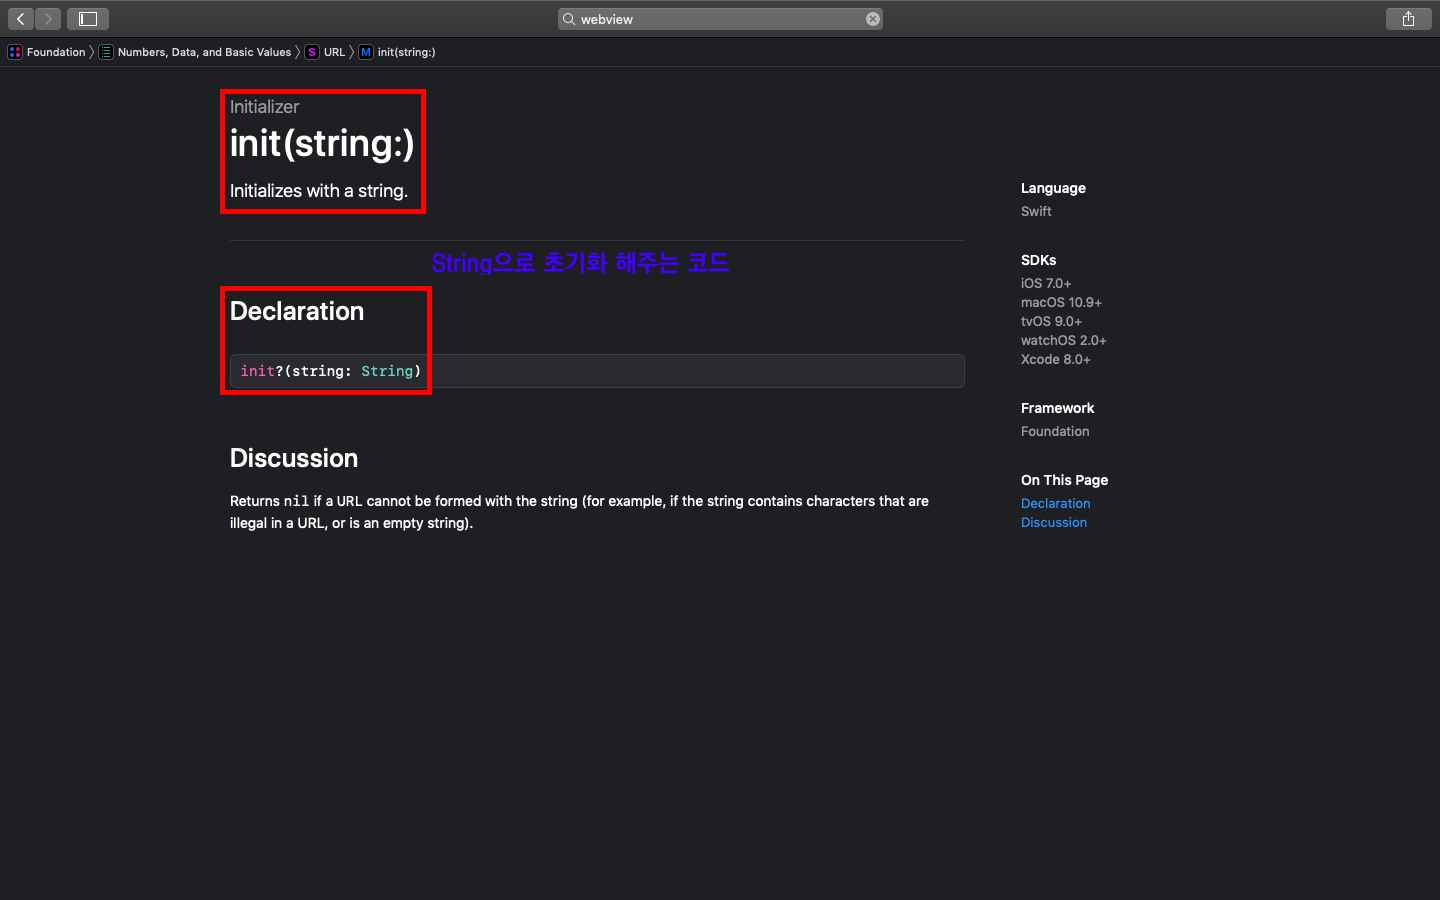 webview
Foundation 〉 Numbers, Data, and Basic Values 〉 S URL 〉 M init(string:)
Initializer
init(string:)
Initializes with a string.
String으로 초기화 해주는 코드
Declaration
init?(string: String)
Discussion
Returns nil if a URL cannot be formed with the string (for example, if the string contains characters that are
illegal in a URL, or is an empty string).
Language
Swift
SDKs
iOS 7.0+
macOS 10.9+
tvOS 9.0+
watchOS 2.0+
Xcode 8.0+
Framework
Foundation
On This Page
Declaration
Discussion